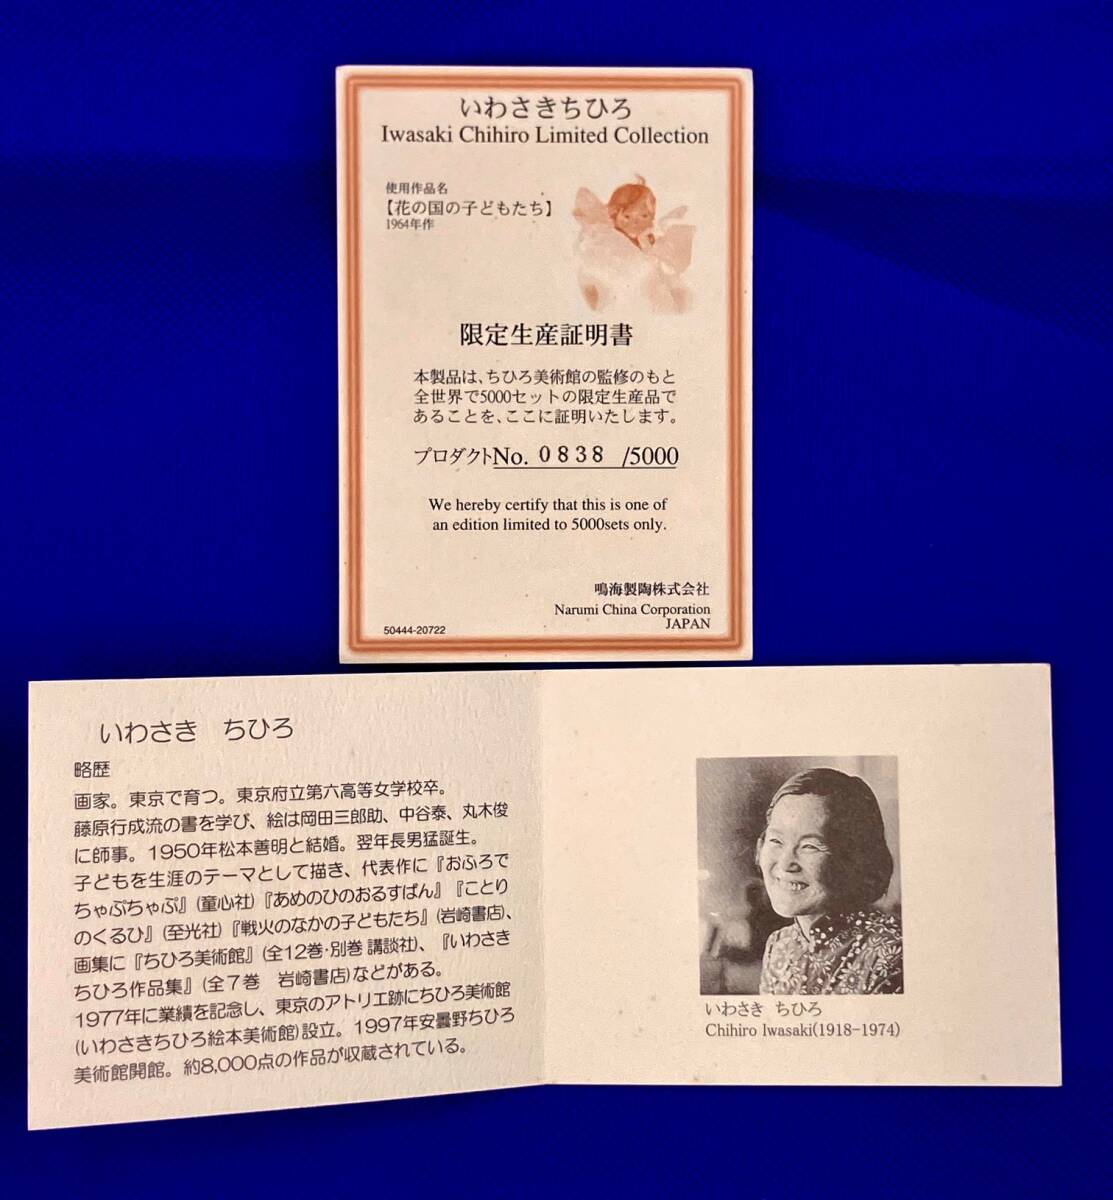 いわさきちひろ
Iwasaki Chihiro Limited Collection
使用作品名
【花の国の子どもたち】
1964年作
限定生産証明書
本製品は、ちひろ美術館の監修のもと
全世界で5000セットの限定生産品で
あることを、ここに証明いたします。
プロダクトNo. 0838 /5000
We hereby certify that this is one of
an edition limited to 5000sets only.
鳴海製陶株式会社
Narumi China Corporation
JAPAN
50444-20722
いわさき ちひろ
略歴
画家。東京で育つ。東京府立第六高等女学校卒。
藤原行成流の書を学び、絵は岡田三郎助、中谷泰、丸木俊
に師事。1950年松本善明と結婚。翌年長男猛誕生。
子どもを生涯のテーマとして描き、代表作に『おふろで
ちゃぷちゃぷ』(童心社)『あめのひのおるすばん』『ことり
のくるひ』(至光社)『戦火のなかの子どもたち』(岩崎書店)、
画集に『ちひろ美術館』(全12巻・別巻 講談社)、『いわさき
ちひろ作品集』(全7巻 岩崎書店)などがある。
1977年に業績を記念し、東京のアトリエ跡にちひろ美術館
(いわさきちひろ絵本美術館)設立。1997年安曇野ちひろ
美術館開館。約8,000点の作品が収蔵されている。
いわさき ちひろ
Chihiro Iwasaki(1918-1974)